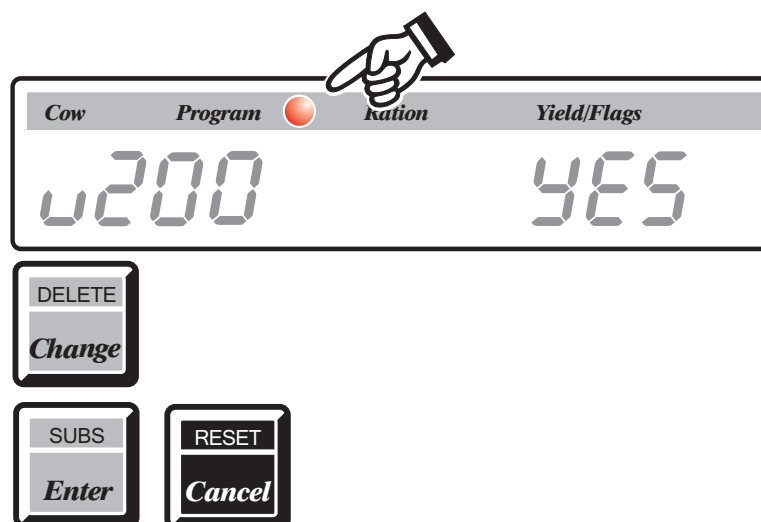 Cow Program Ration Yield/Flags
u200 YES
DELETE
Change
SUBS RESET
Enter Cancel